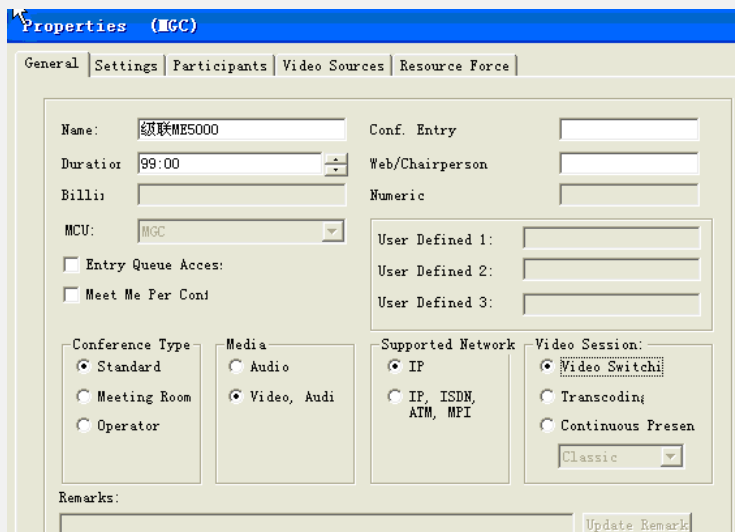 Properties (MGC)
General Settings Participants Video Sources Resource Force
Name: 级联ME5000 Conf. Entry
Duration 99:00 Web/Chairperson
Billi Numeric
MCU: MGC
User Defined 1:
Entry Queue Acces
User Defined 2:
Meet Me Per Conf
User Defined 3:
Conference Type Media Supported Network Video Session:
Standard Audio IP Video Switchi
Meeting Room Video, Audi IP, ISDN, Transcoding
ATM, MPI
Operator Continuous Presen
Classic
Remarks:
Update Remark